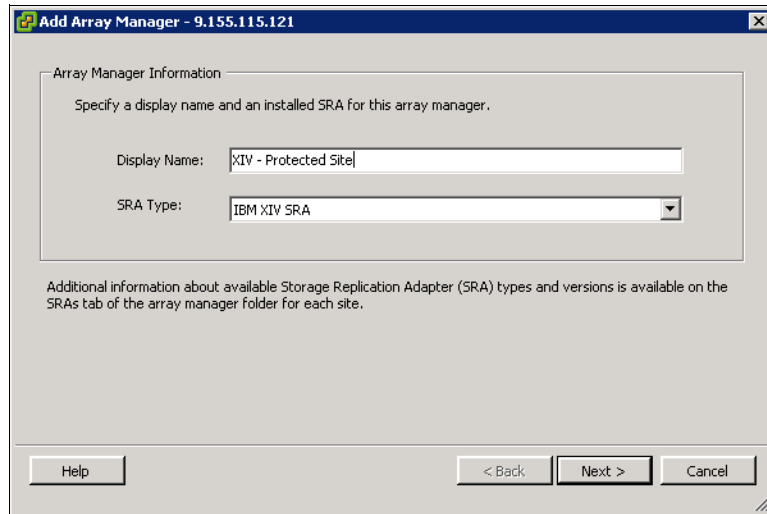 Add Array Manager - 9.155.115.121
Array Manager Information
Specify a display name and an installed SRA for this array manager.
Display Name: XIV - Protected Site
SRA Type: IBM XIV SRA
Additional information about available Storage Replication Adapter (SRA) types and versions is available on the
SRAs tab of the array manager folder for each site.
Help < Back Next > Cancel